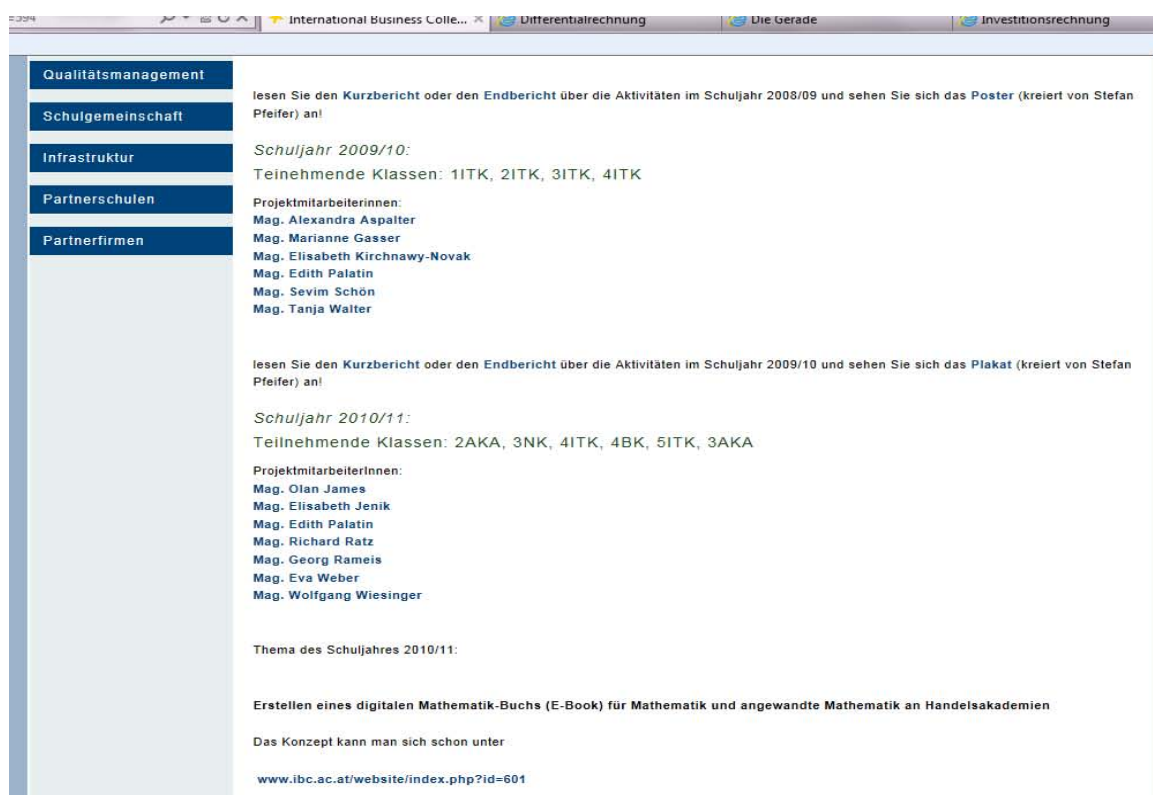 International Business Colle...
Differentialrechnung
Die Gerade
Investitionsrechnung
Qualitätsmanagement
Schulgemeinschaft
Infrastruktur
Partnerschulen
Partnerfirmen
lesen Sie den Kurzbericht oder den Endbericht über die Aktivitäten im Schuljahr 2008/09 und sehen Sie sich das Poster (kreiert von Stefan
Pfeifer) an!
Schuljahr 2009/10:
Teinehmende Klassen: 1ITK, 2ITK, 3ITK, 4ITK
Projektmitarbeiterinnen:
Mag. Alexandra Aspalter
Mag. Marianne Gasser
Mag. Elisabeth Kirchnawy-Novak
Mag. Edith Palatin
Mag. Sevim Schön
Mag. Tanja Walter
lesen Sie den Kurzbericht oder den Endbericht über die Aktivitäten im Schuljahr 2009/10 und sehen Sie sich das Plakat (kreiert von Stefan
Pfeifer) an!
Schuljahr 2010/11:
Teilnehmende Klassen: 2AKA, 3NK, 4ITK, 4BK, 5ITK, 3AKA
ProjektmitarbeiterInnen:
Mag. Olan James
Mag. Elisabeth Jenik
Mag. Edith Palatin
Mag. Richard Ratz
Mag. Georg Rameis
Mag. Eva Weber
Mag. Wolfgang Wiesinger
Thema des Schuljahres 2010/11:
Erstellen eines digitalen Mathematik-Buchs (E-Book) für Mathematik und angewandte Mathematik an Handelsakademien
Das Konzept kann man sich schon unter
www.ibc.ac.at/website/index.php?id=601